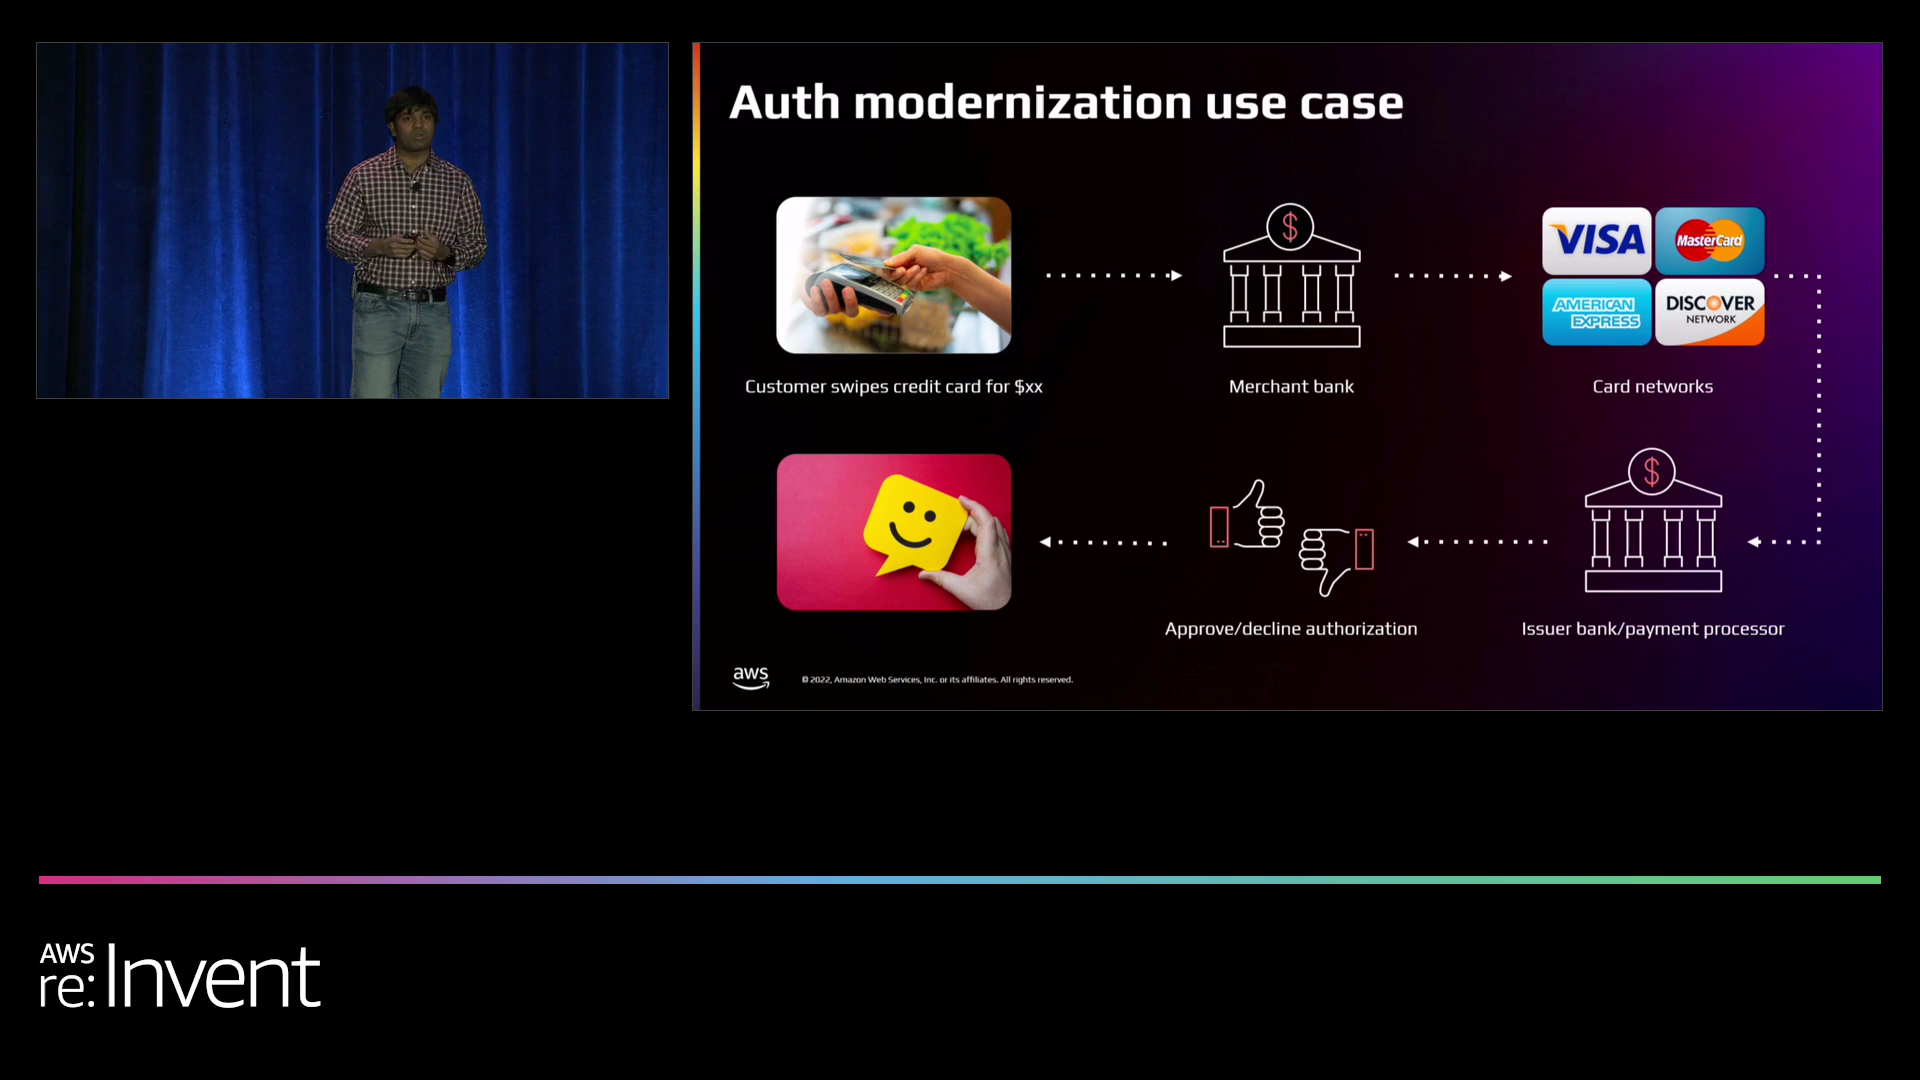 Auth modernization use case
VISA
MasterCard
AMERICAN
EXPRESS
DISCOVER
NETWORK
Customer swipes credit card for $xx
Merchant bank
Card networks
Approve/decline authorization
Issuer bank/payment processor
aws
© 2022, Amazon Web Services, Inc. or its affiliates. All rights reserved.
AWS
re:Invent